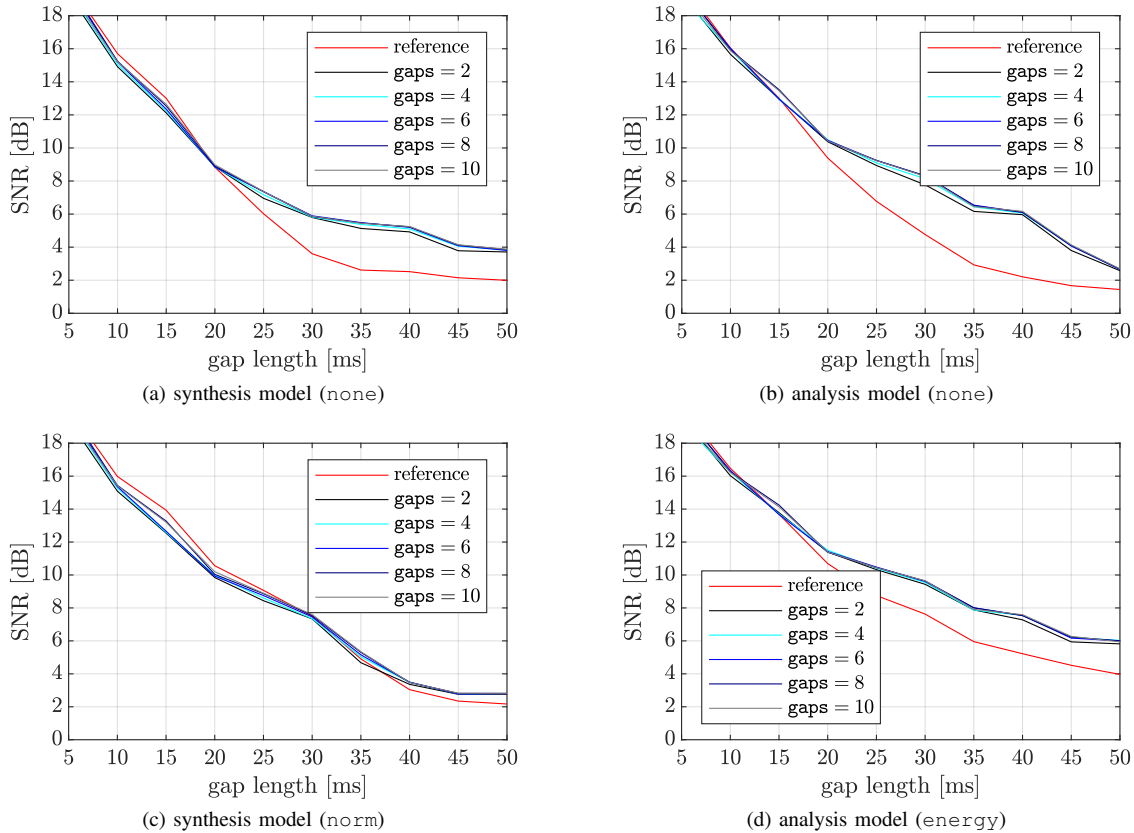 18
16
14
12
10
8
6
4
2
0
SNR [dB]
reference
gaps = 2
gaps = 4
gaps = 6
gaps = 8
gaps = 10
5 10 15 20 25 30 35 40 45 50
gap length [ms]
(a) synthesis model (none)
18
16
14
12
10
8
6
4
2
0
SNR [dB]
reference
gaps = 2
gaps = 4
gaps = 6
gaps = 8
gaps = 10
5 10 15 20 25 30 35 40 45 50
gap length [ms]
(b) analysis model (none)
18
16
14
12
10
8
6
4
2
0
SNR [dB]
reference
gaps = 2
gaps = 4
gaps = 6
gaps = 8
gaps = 10
5 10 15 20 25 30 35 40 45 50
gap length [ms]
(c) synthesis model (norm)
18
16
14
12
10
8
6
4
2
0
SNR [dB]
reference
gaps = 2
gaps = 4
gaps = 6
gaps = 8
gaps = 10
5 10 15 20 25 30 35 40 45 50
gap length [ms]
(d) analysis model (energy)